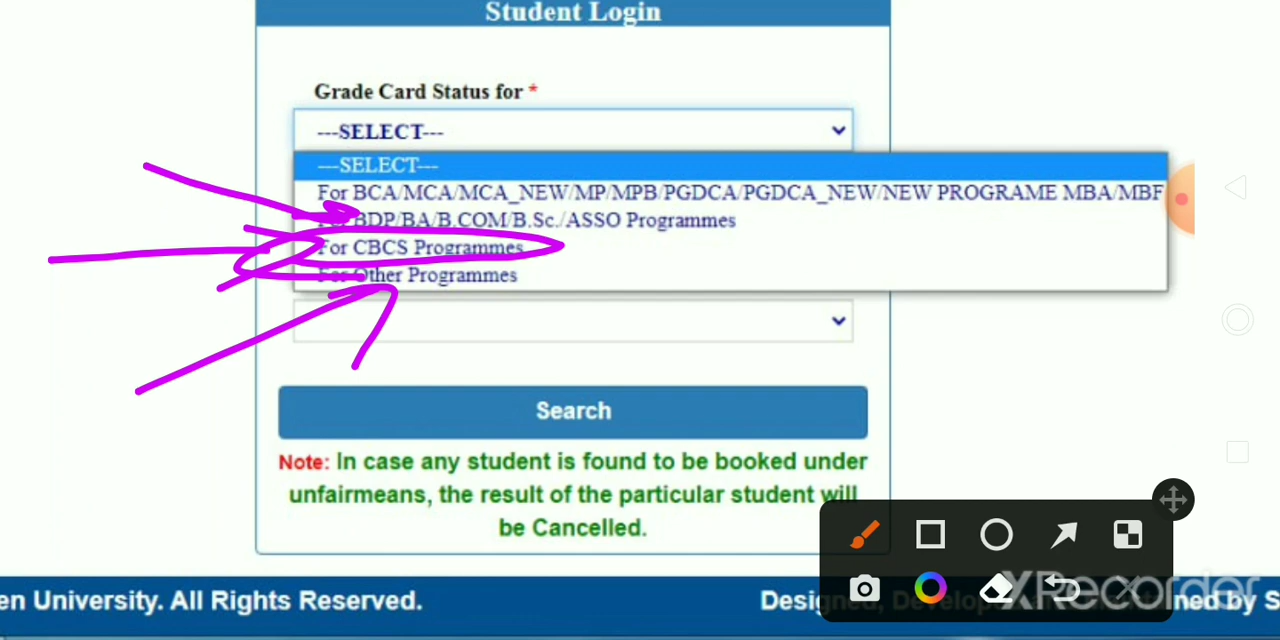 Student Login
Grade Card Status for *
---SELECT---
---SELECT---
For BCA/MCA/MCA_NEW/MP/MPB/PGDCA/PGDCA_NEW/NEW PROGRAME MBA/MBF
For BDP/BA/B.COM/B.Sc./ASSO Programmes
For CBCS Programmes
For Other Programmes
Search
Note: In case any student is found to be booked under
unfairmeans, the result of the particular student will
be Cancelled.
en University. All Rights Reserved.
XRecorder